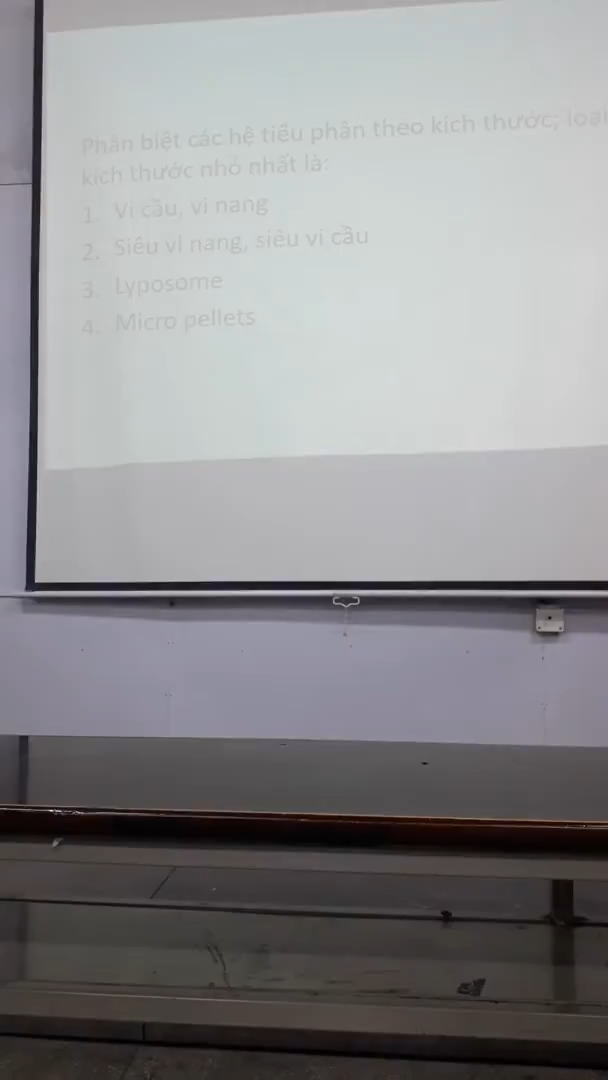 Phân biệt các hệ tiểu phân theo kích thước; loại
kích thước nhỏ nhất là:
1. Vi cầu, vi nang
2. Siêu vi nang, siêu vi cầu
3. Lyposome
4. Micro pellets